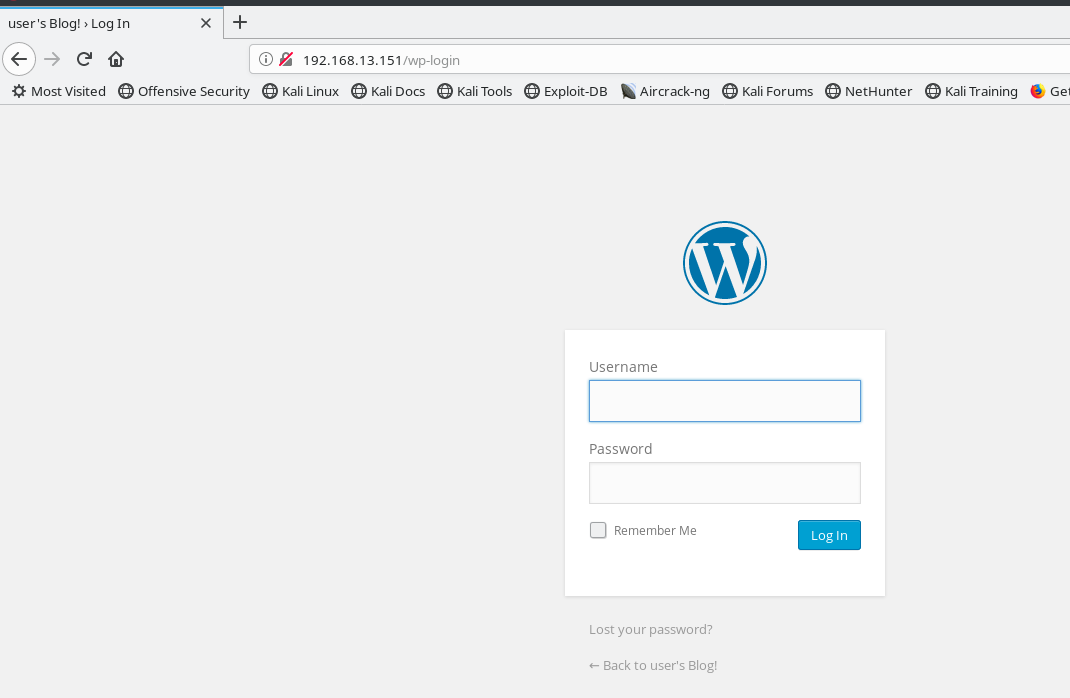 user's Blog! › Log In
192.168.13.151/wp-login
Most Visited Offensive Security Kali Linux Kali Docs Kali Tools Exploit-DB Aircrack-ng Kali Forums NetHunter Kali Training Get
Username
Password
Remember Me Log In
Lost your password?
← Back to user's Blog!